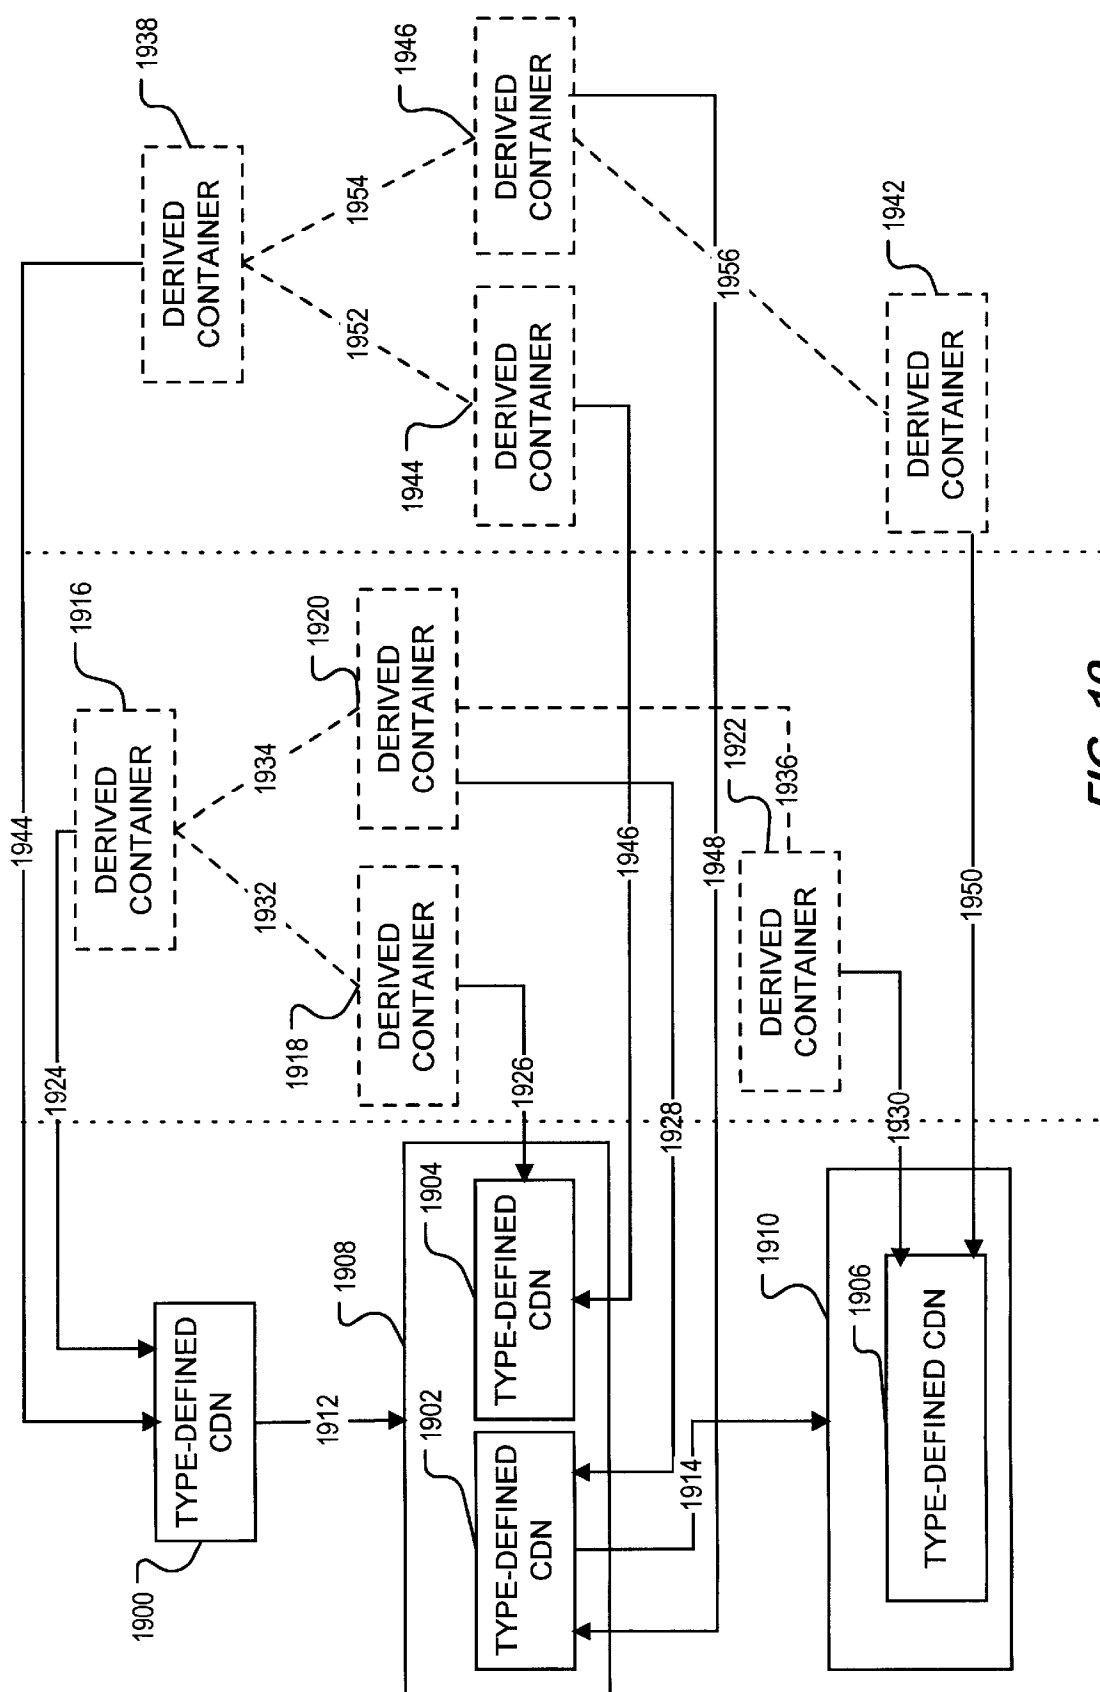 1944
1924
1916
DERIVED
CONTAINER
1938
DERIVED
CONTAINER
1900
TYPE-DEFINED
CDN
1932
1934
1952
1954
1912
1908
1918
1920
DERIVED
CONTAINER
DERIVED
CONTAINER
1944
1946
1902
1904
TYPE-DEFINED
CDN
TYPE-DEFINED
CDN
DERIVED
CONTAINER
DERIVED
CONTAINER
1926
1946
1928
1914
1948
1922
1956
1910
DERIVED
CONTAINER
1936
1906
1930
1942
TYPE-DEFINED CDN
DERIVED
CONTAINER
1950
FIG.